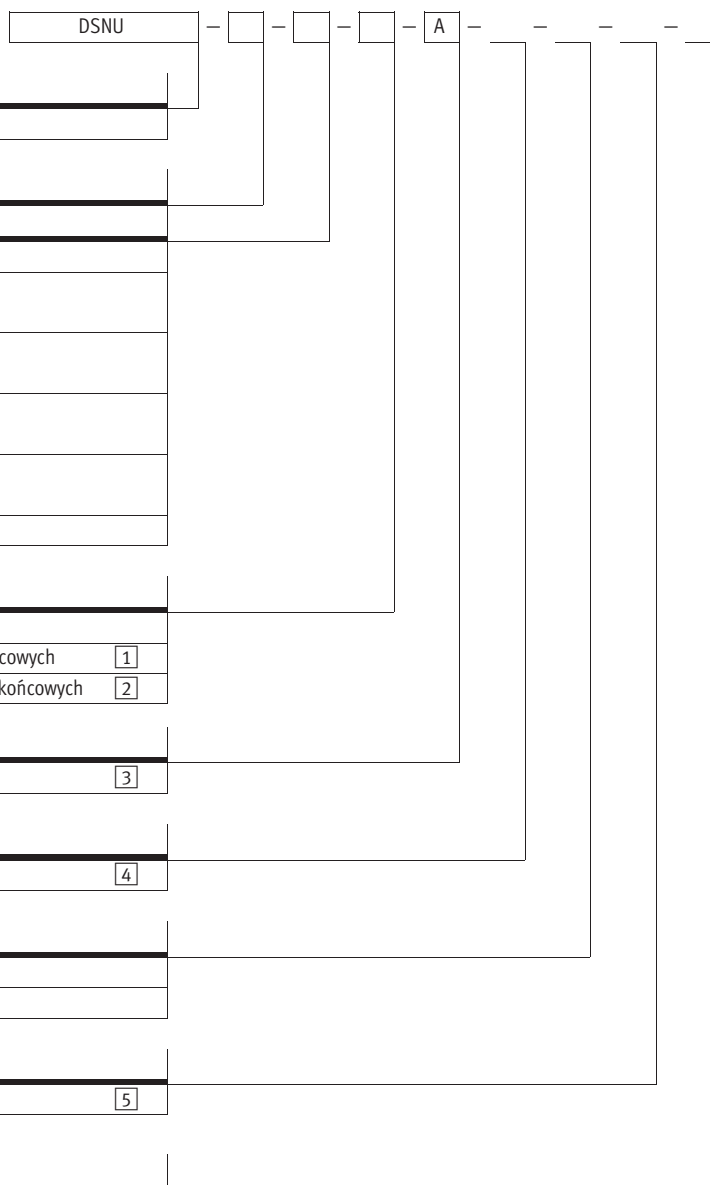 DSNU – – – – A – – – –
cowych 1
końcowych 2
3
4
5